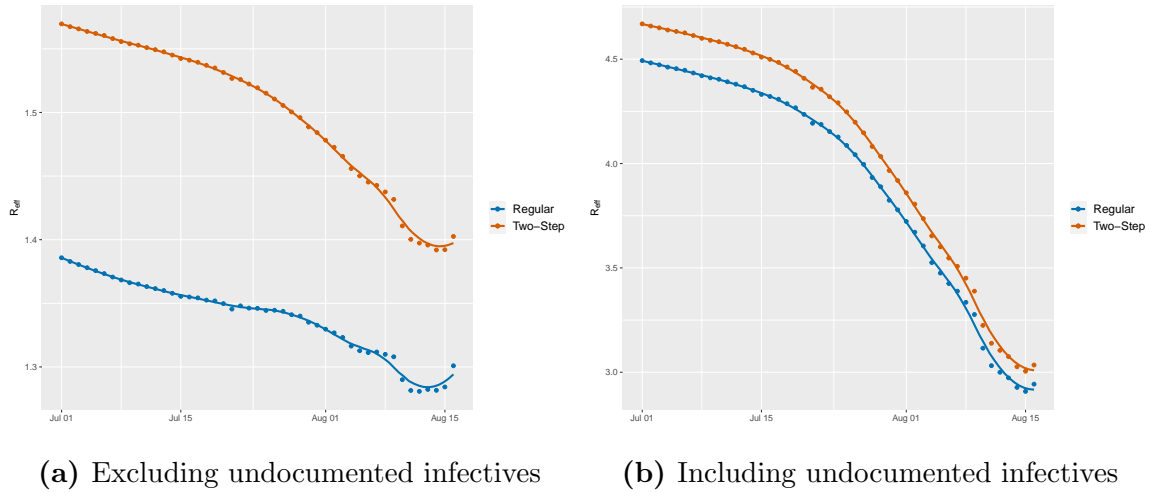 1.5
1.4
1.3
R_eff
Jul 01
Jul 15
Aug 01
Aug 15
Regular
Two−Step
4.5
4.0
3.5
3.0
R_eff
Jul 01
Jul 15
Aug 01
Aug 15
Regular
Two−Step
(a) Excluding undocumented infectives
(b) Including undocumented infectives